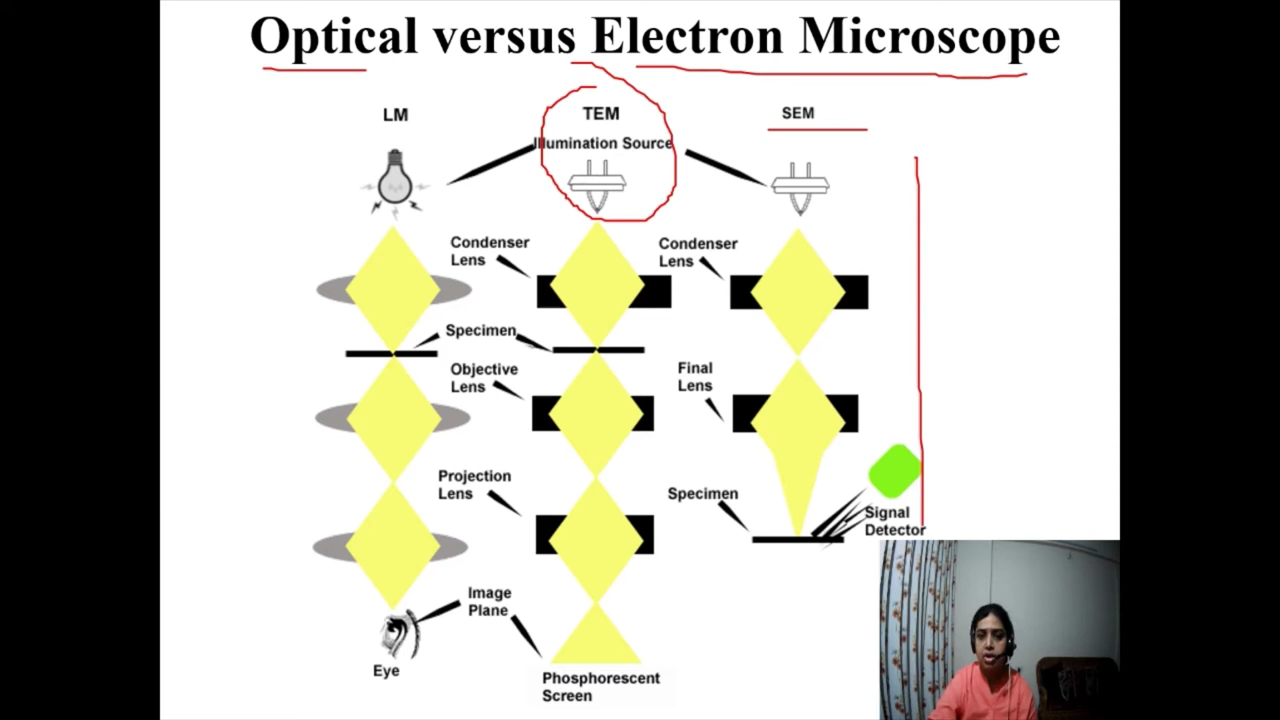 Optical versus Electron Microscope
LM
TEM
SEM
Illumination Source
Condenser
Lens
Condenser
Lens
Specimen
Objective
Lens
Final
Lens
Projection
Lens
Specimen
Signal
Detector
Image
Plane
Eye
Phosphorescent
Screen